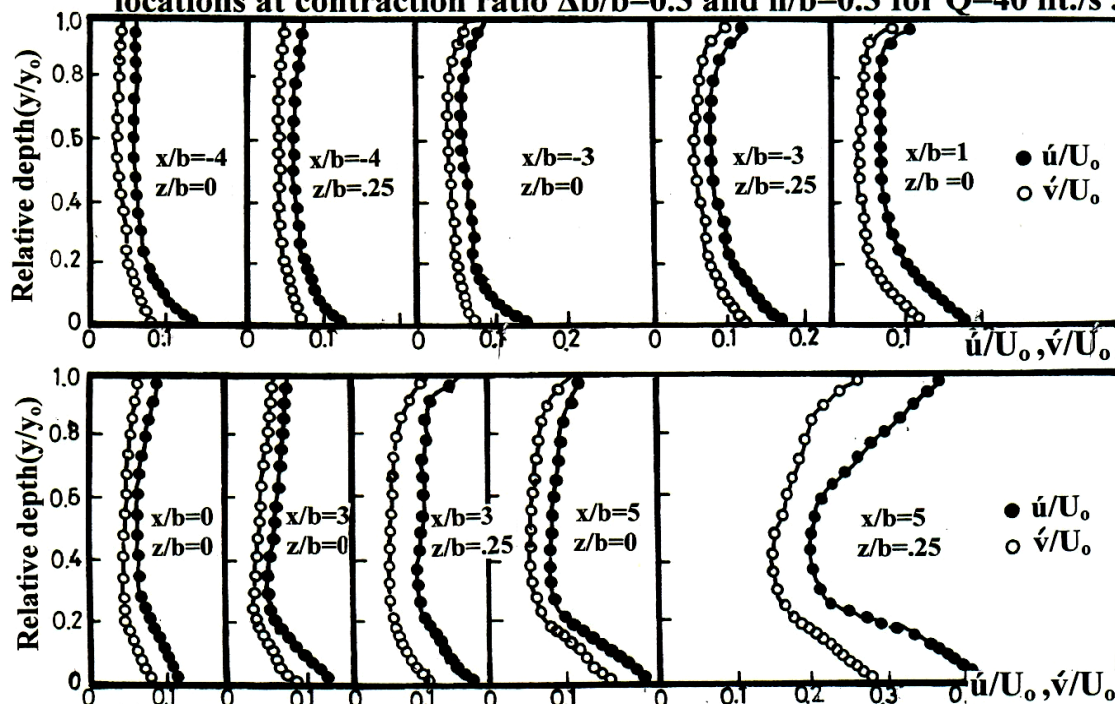 locations at contraction ratio Δb/b=0.5 and h/b=0.5 for Q=40 lit./s .
Relative depth(y/y₀)
1.0
0.8
0.6
0.4
0.2
0
x/b=-4
z/b=0
x/b=-4
z/b=.25
x/b=-3
z/b=0
x/b=-3
z/b=.25
x/b=1
z/b =0
ú/U₀
v́/U₀
0 0.1 0 0.1 0 0.1 0.2 0 0.1 0.2 0.1
ú/U₀ ,v́/U₀
Relative depth(y/y₀)
1.0
0.8
0.6
0.4
0.2
0
x/b=0
z/b=0
x/b=3
z/b=0
x/b=3
z/b=.25
x/b=5
z/b=0
x/b=5
z/b=.25
ú/U₀
v́/U₀
0 0.1 0 0.1 0 0.1 0 0.1 0 0.1 0.2 0.3
ú/U₀ ,v́/U₀